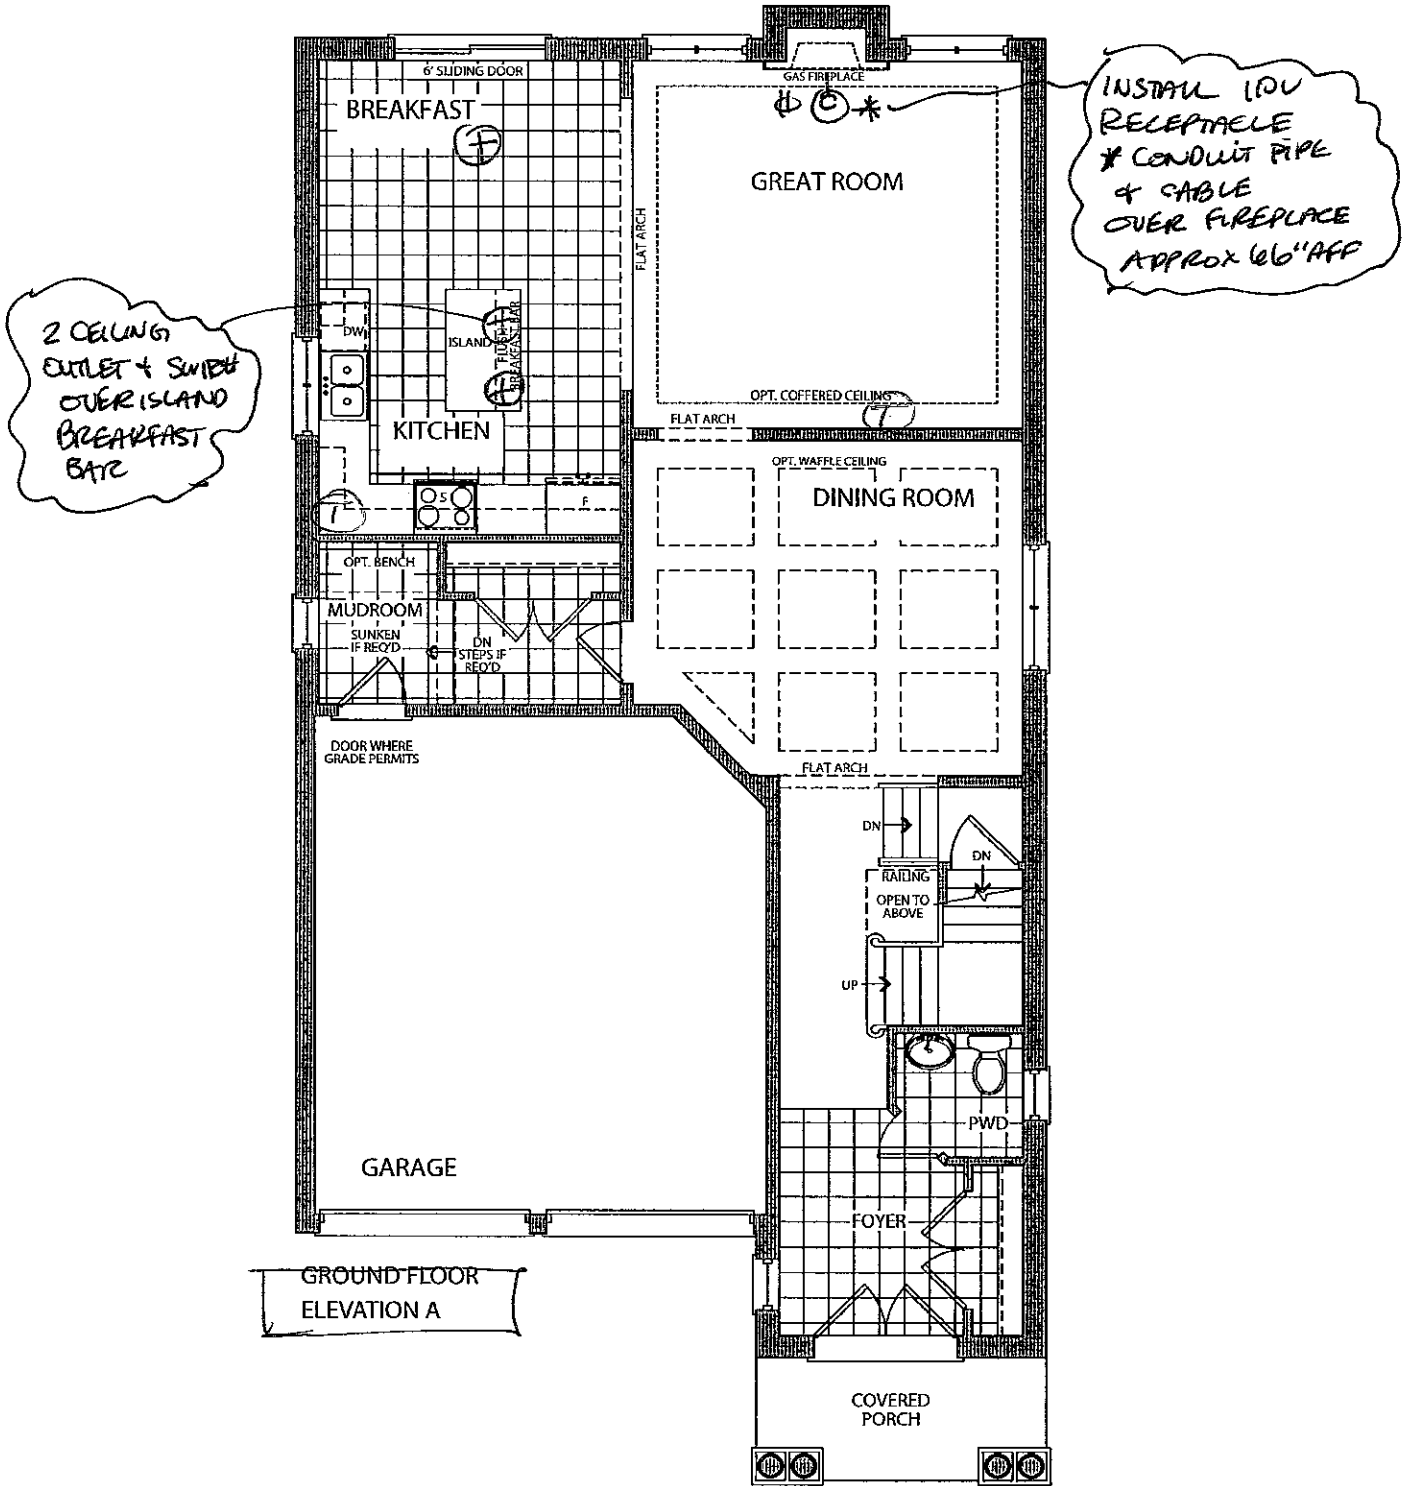 6' SLIDING DOOR
BREAKFAST
GAS FIREPLACE
C
*
GREAT ROOM
FLAT ARCH
INSTALL 110V
RECEPTACLE
* CONDUIT PIPE
+ CABLE
OVER FIREPLACE
APPROX 66" AFF
2 CEILING
OUTLET + SWITCH
OVER ISLAND
BREAKFAST
BAR
DW
ISLAND
FLUSH
BREAKFAST BAR
KITCHEN
OPT. COFFERED CEILING
T
FLAT ARCH
OPT. WAFFLE CEILING
DINING ROOM
S
F
T
OPT. BENCH
MUDROOM
SUNKEN
IF REQ'D
DN
STEPS IF
REQ'D
DOOR WHERE
GRADE PERMITS
FLAT ARCH
DN
DN
RAILING
OPEN TO
ABOVE
UP
PWD
GARAGE
FOYER
GROUND FLOOR
ELEVATION A
COVERED
PORCH